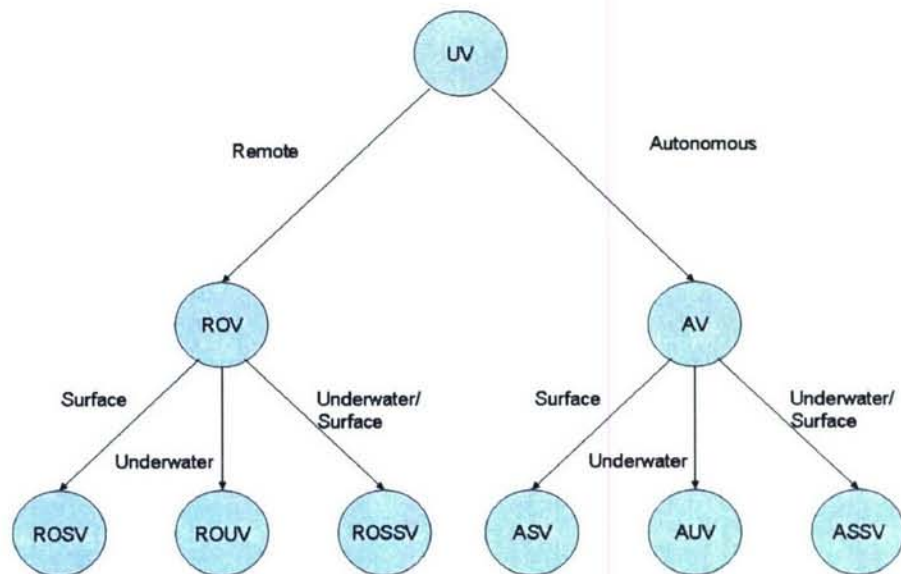 UV
Remote
Autonomous
ROV
AV
Surface
Underwater/
Surface
Underwater
Surface
Underwater/
Surface
Underwater
ROSV
ROUV
ROSSV
ASV
AUV
ASSV